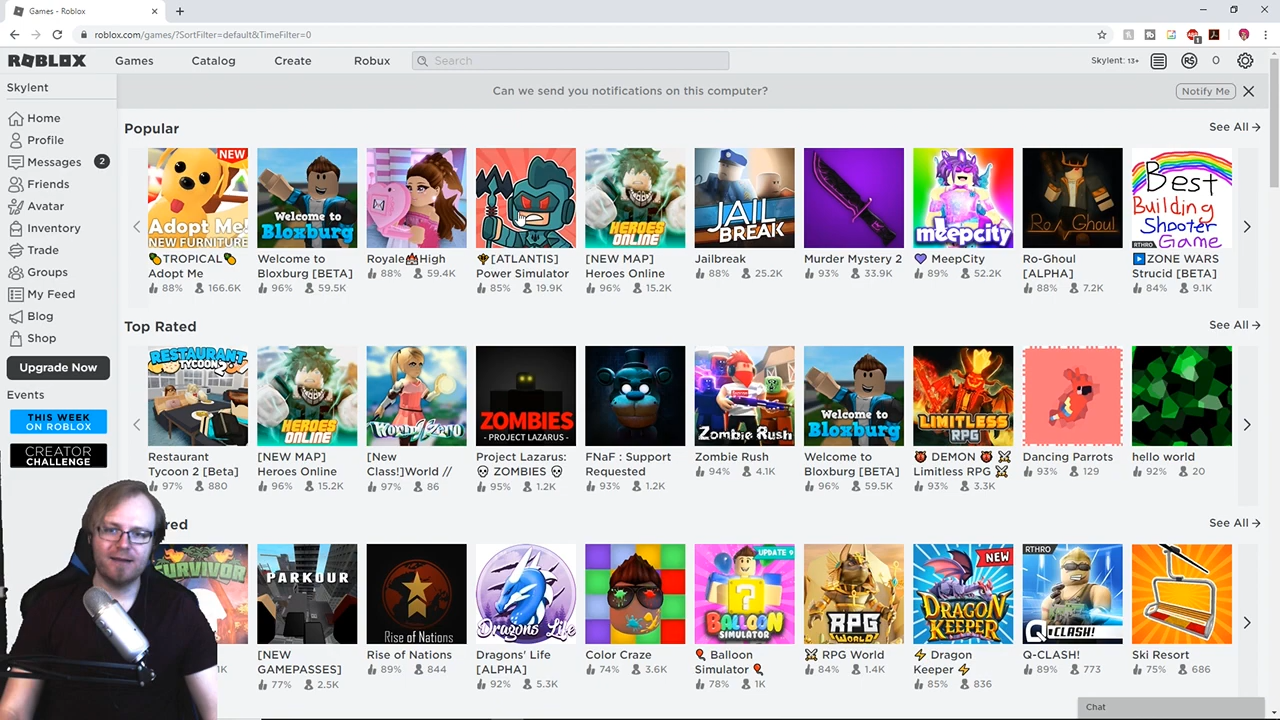 Games - Roblox
roblox.com/games/?SortFilter=default&TimeFilter=0
1
ROBLOX
Games
Catalog
Create
Robux
Search
Skylent: 13+
0
Skylent
Can we send you notifications on this computer?
Notify Me
Home
Profile
Messages
2
Friends
Avatar
Inventory
Trade
Groups
My Feed
Blog
Shop
Upgrade Now
Events
THIS WEEK
ON ROBLOX
CREATOR
CHALLENGE
Popular
See All
NEW
Adopt Me!
NEW FURNITURE
Welcome to
Bloxburg
HEROES
ONLINE
JAIL
BREAK
meepcity
Ro-Ghoul
Best
Building
Shooter
Game
RTHRO
🍍TROPICAL🍍
Adopt Me
88% 166.6K
Welcome to
Bloxburg [BETA]
96% 59.5K
Royale🏰High
88% 59.4K
🔱[ATLANTIS]
Power Simulator
85% 19.9K
[NEW MAP]
Heroes Online
96% 15.2K
Jailbreak
88% 25.2K
Murder Mystery 2
93% 33.9K
💜 MeepCity
89% 52.2K
Ro-Ghoul
[ALPHA]
88% 7.2K
▶️ZONE WARS
Strucid [BETA]
84% 9.1K
Top Rated
See All
RESTAURANT
TYCOON 2
HEROES
ONLINE
World//Zero
ZOMBIES
- PROJECT LAZARUS -
Zombie Rush
Welcome to
Bloxburg
LIMITLESS
RPG
Restaurant
Tycoon 2 [Beta]
97% 880
[NEW MAP]
Heroes Online
96% 15.2K
[New
Class!]World //
97% 86
Project Lazarus:
💀 ZOMBIES 💀
95% 1.2K
FNaF : Support
Requested
93% 1.2K
Zombie Rush
94% 4.1K
Welcome to
Bloxburg [BETA]
96% 59.5K
👹 DEMON 👹 ⚔️
Limitless RPG ⚔️
93% 3.3K
Dancing Parrots
93% 129
hello world
92% 20
red
See All
SURVIVOR
PARKOUR
Rise of Nations
Dragons' Life
UPDATE 9
BALLOON
SIMULATOR
RPG
WORLD!
NEW
DRAGON
KEEPER
RTHRO
Q-CLASH!
1K
[NEW
GAMEPASSES]
77% 2.5K
Rise of Nations
89% 844
Dragons' Life
[ALPHA]
92% 5.3K
Color Craze
74% 3.6K
🎈 Balloon
Simulator 🎈
78% 1K
⚔️ RPG World
84% 1.4K
⚡ Dragon
Keeper ⚡
85% 836
Q-CLASH!
89% 773
Ski Resort
75% 686
Chat